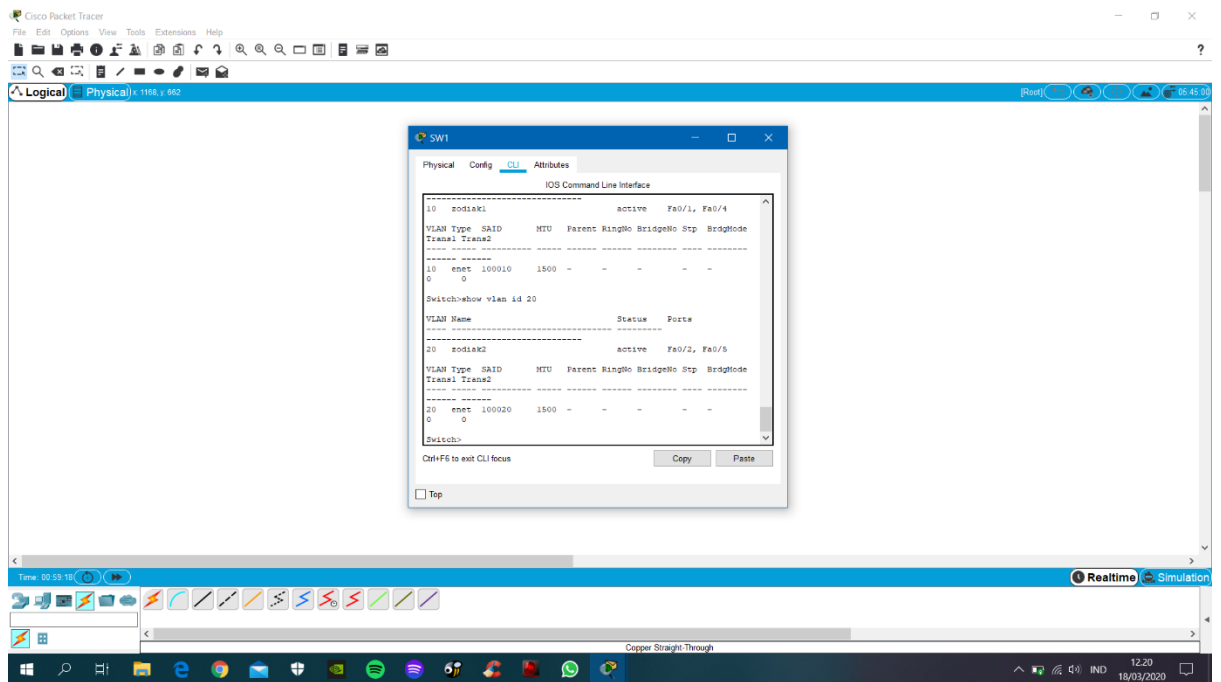 Cisco Packet Tracer
File Edit Options View Tools Extensions Help
?
Logical Physical x: 1168, y: 662 [Root] 05:45:00
SW1
Physical Config CLI Attributes
IOS Command Line Interface
--------------------------------
10 zodiak1 active Fa0/1, Fa0/4
VLAN Type SAID MTU Parent RingNo BridgeNo Stp BrdgMode
Trans1 Trans2
---- ----- ---------- ----- ------ ------ -------- ---- --------
------ ------
10 enet 100010 1500 - - - - -
0 0
Switch>show vlan id 20
VLAN Name Status Ports
---- -------------------------------- ---------
--------------------------------
20 zodiak2 active Fa0/2, Fa0/5
VLAN Type SAID MTU Parent RingNo BridgeNo Stp BrdgMode
Trans1 Trans2
---- ----- ---------- ----- ------ ------ -------- ---- --------
------ ------
20 enet 100020 1500 - - - - -
0 0
Switch>
Ctrl+F6 to exit CLI focus Copy Paste
Top
Time: 00:59:18 Realtime Simulation
Copper Straight-Through
IND 12.20
18/03/2020